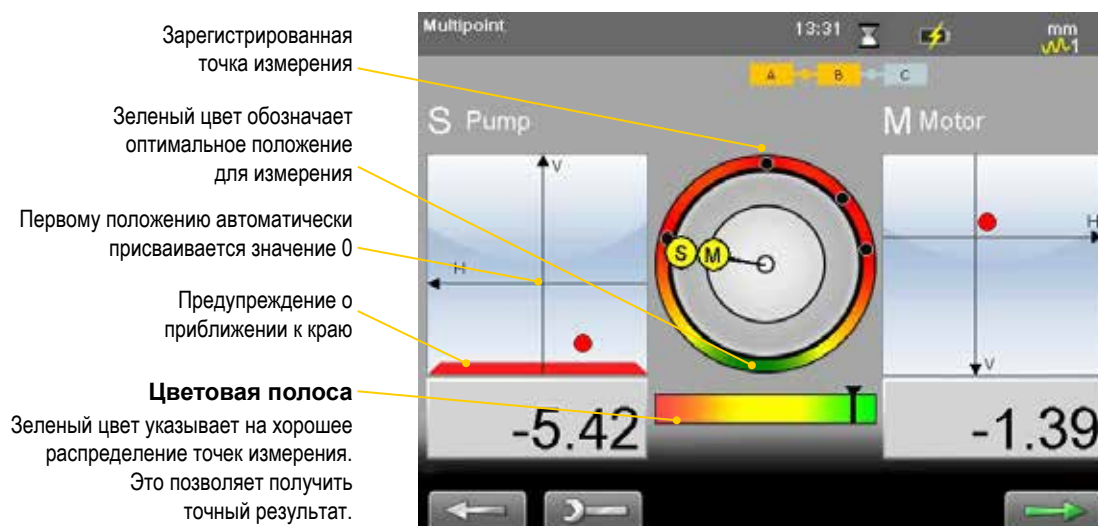 Зарегистрированная
точка измерения
Зеленый цвет обозначает
оптимальное положение
для измерения
Первому положению автоматически
присваивается значение 0
Предупреждение о
приближении к краю
Цветовая полоса
Зеленый цвет указывает на хорошее
распределение точек измерения.
Это позволяет получить
точный результат.
Multipoint
13:31
mm
1
A
B
C
S Pump
M Motor
V
H
S
M
H
V
-5.42
-1.39